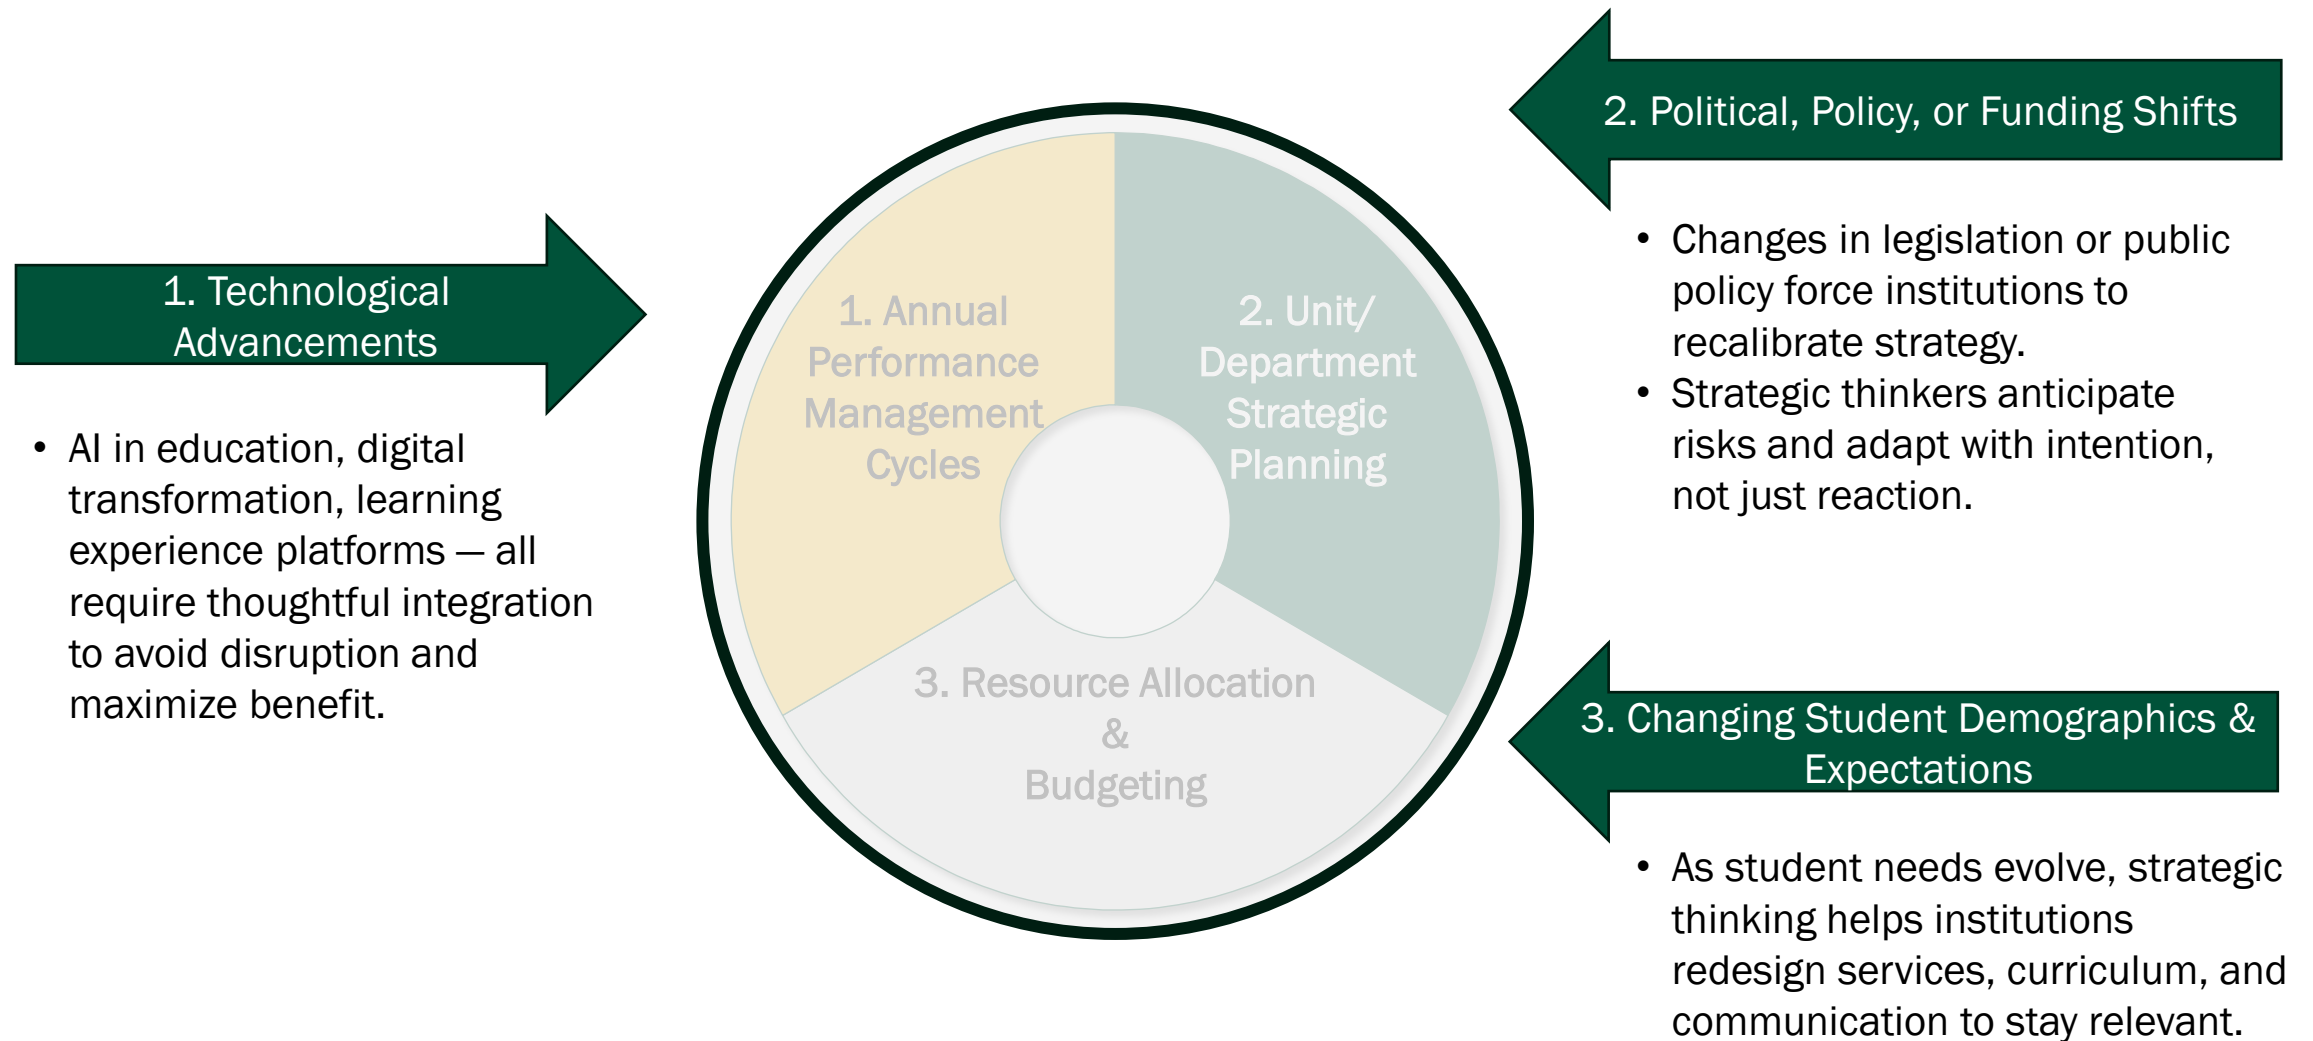 1. Technological
Advancements
• AI in education, digital
transformation, learning
experience platforms — all
require thoughtful integration
to avoid disruption and
maximize benefit.
1. Annual
Performance
Management
Cycles
2. Unit/
Department
Strategic
Planning
3. Resource Allocation
&
Budgeting
2. Political, Policy, or Funding Shifts
• Changes in legislation or public
policy force institutions to
recalibrate strategy.
• Strategic thinkers anticipate
risks and adapt with intention,
not just reaction.
3. Changing Student Demographics &
Expectations
• As student needs evolve, strategic
thinking helps institutions
redesign services, curriculum, and
communication to stay relevant.